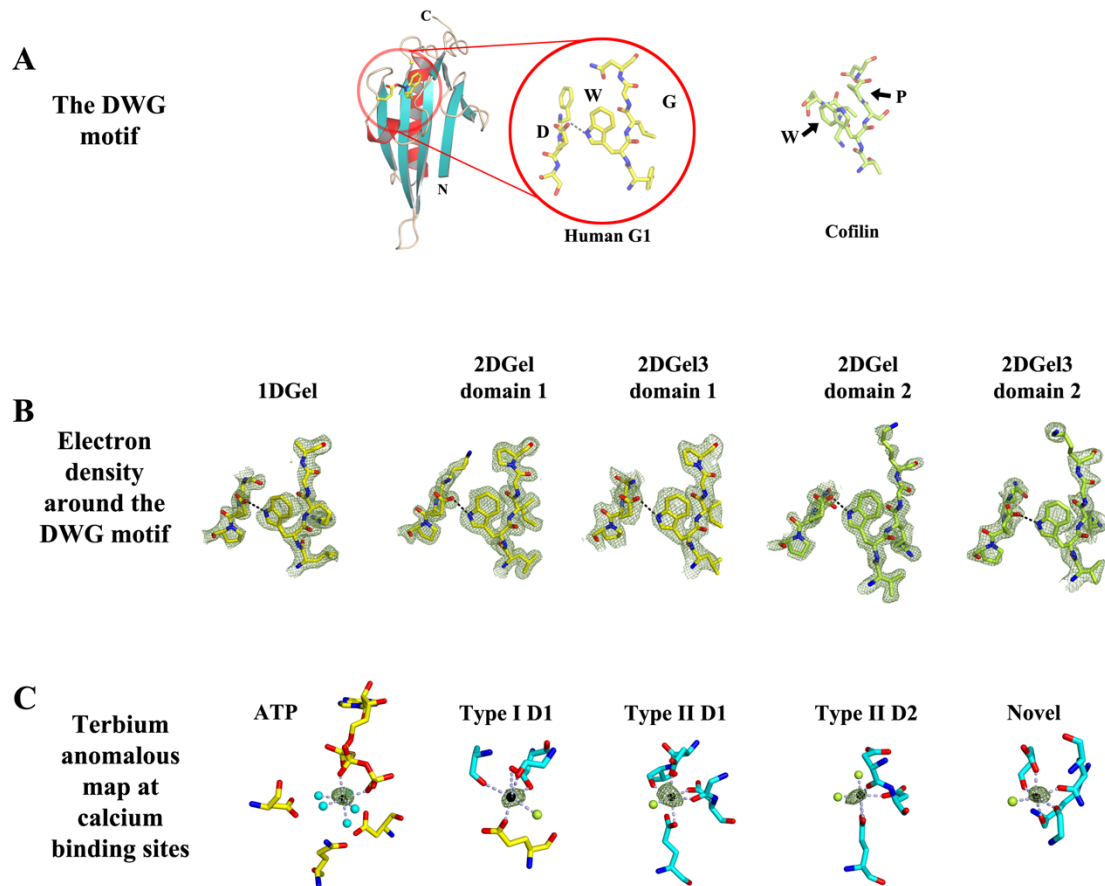 A
The DWG
motif
C
N
D
W
G
Human G1
W
P
Cofilin
B
Electron
density
around the
DWG motif
1DGel
2DGel
domain 1
2DGel3
domain 1
2DGel
domain 2
2DGel3
domain 2
C
Terbium
anomalous
map at
calcium
binding sites
ATP
Type I D1
Type II D1
Type II D2
Novel